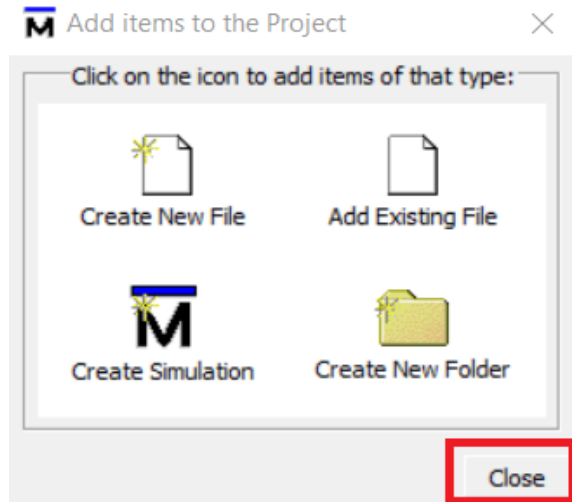 Add items to the Project
Click on the icon to add items of that type:
Create New File
Add Existing File
Create Simulation
Create New Folder
Close